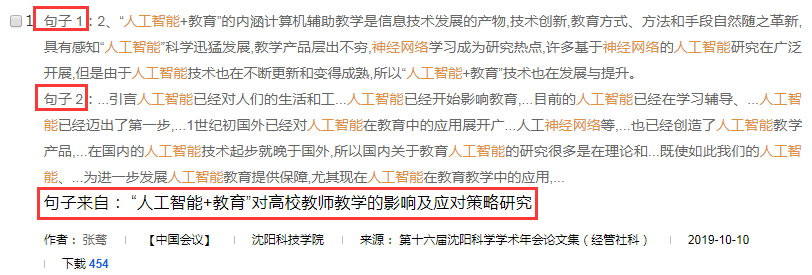 1 句子 1：2、“人工智能+教育”的内涵计算机辅助教学是信息技术发展的产物,技术创新,教育方式、方法和手段自然随之革新,
具有感知“人工智能”科学迅猛发展,教学产品层出不穷,神经网络学习成为研究热点,许多基于神经网络的人工智能研究在广泛
开展,但是由于人工智能技术也在不断更新和变得成熟,所以“人工智能+教育”技术也在发展与提升。
句子 2：...引言人工智能已经对人们的生活和工...人工智能已经开始影响教育,...目前的人工智能已经在学习辅导、...人工智
能已经迈出了第一步,...1世纪初国外已经对人工智能在教育中的应用展开广...人工神经网络等,...也已经创造了人工智能教学
产品,...在国内的人工智能技术起步就晚于国外,所以国内关于教育人工智能的研究很多是在理论和...既使如此我们的人工智
能、...为进一步发展人工智能教育提供保障,尤其现在人工智能在教育教学中的应用,...
句子来自： “人工智能+教育”对高校教师教学的影响及应对策略研究
作者： 张莺 【中国会议】 沈阳科技学院 来源： 第十六届沈阳科学学术年会论文集（经管社科） 2019-10-10
下载 454